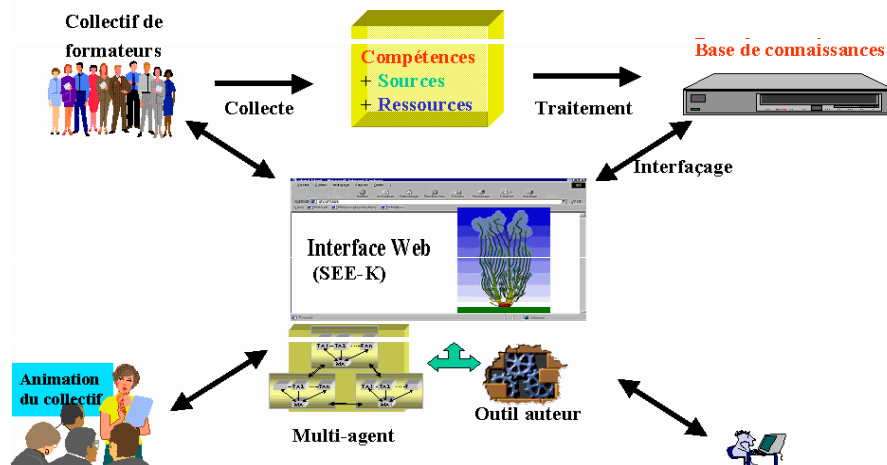 Collectif de
formateurs
Compétences
+ Sources
+ Ressources
Base de connaissances
Collecte
Traitement
Interfaçage
Interface Web
(SEE-K)
Animation
du collectif
Multi-agent
Outil auteur